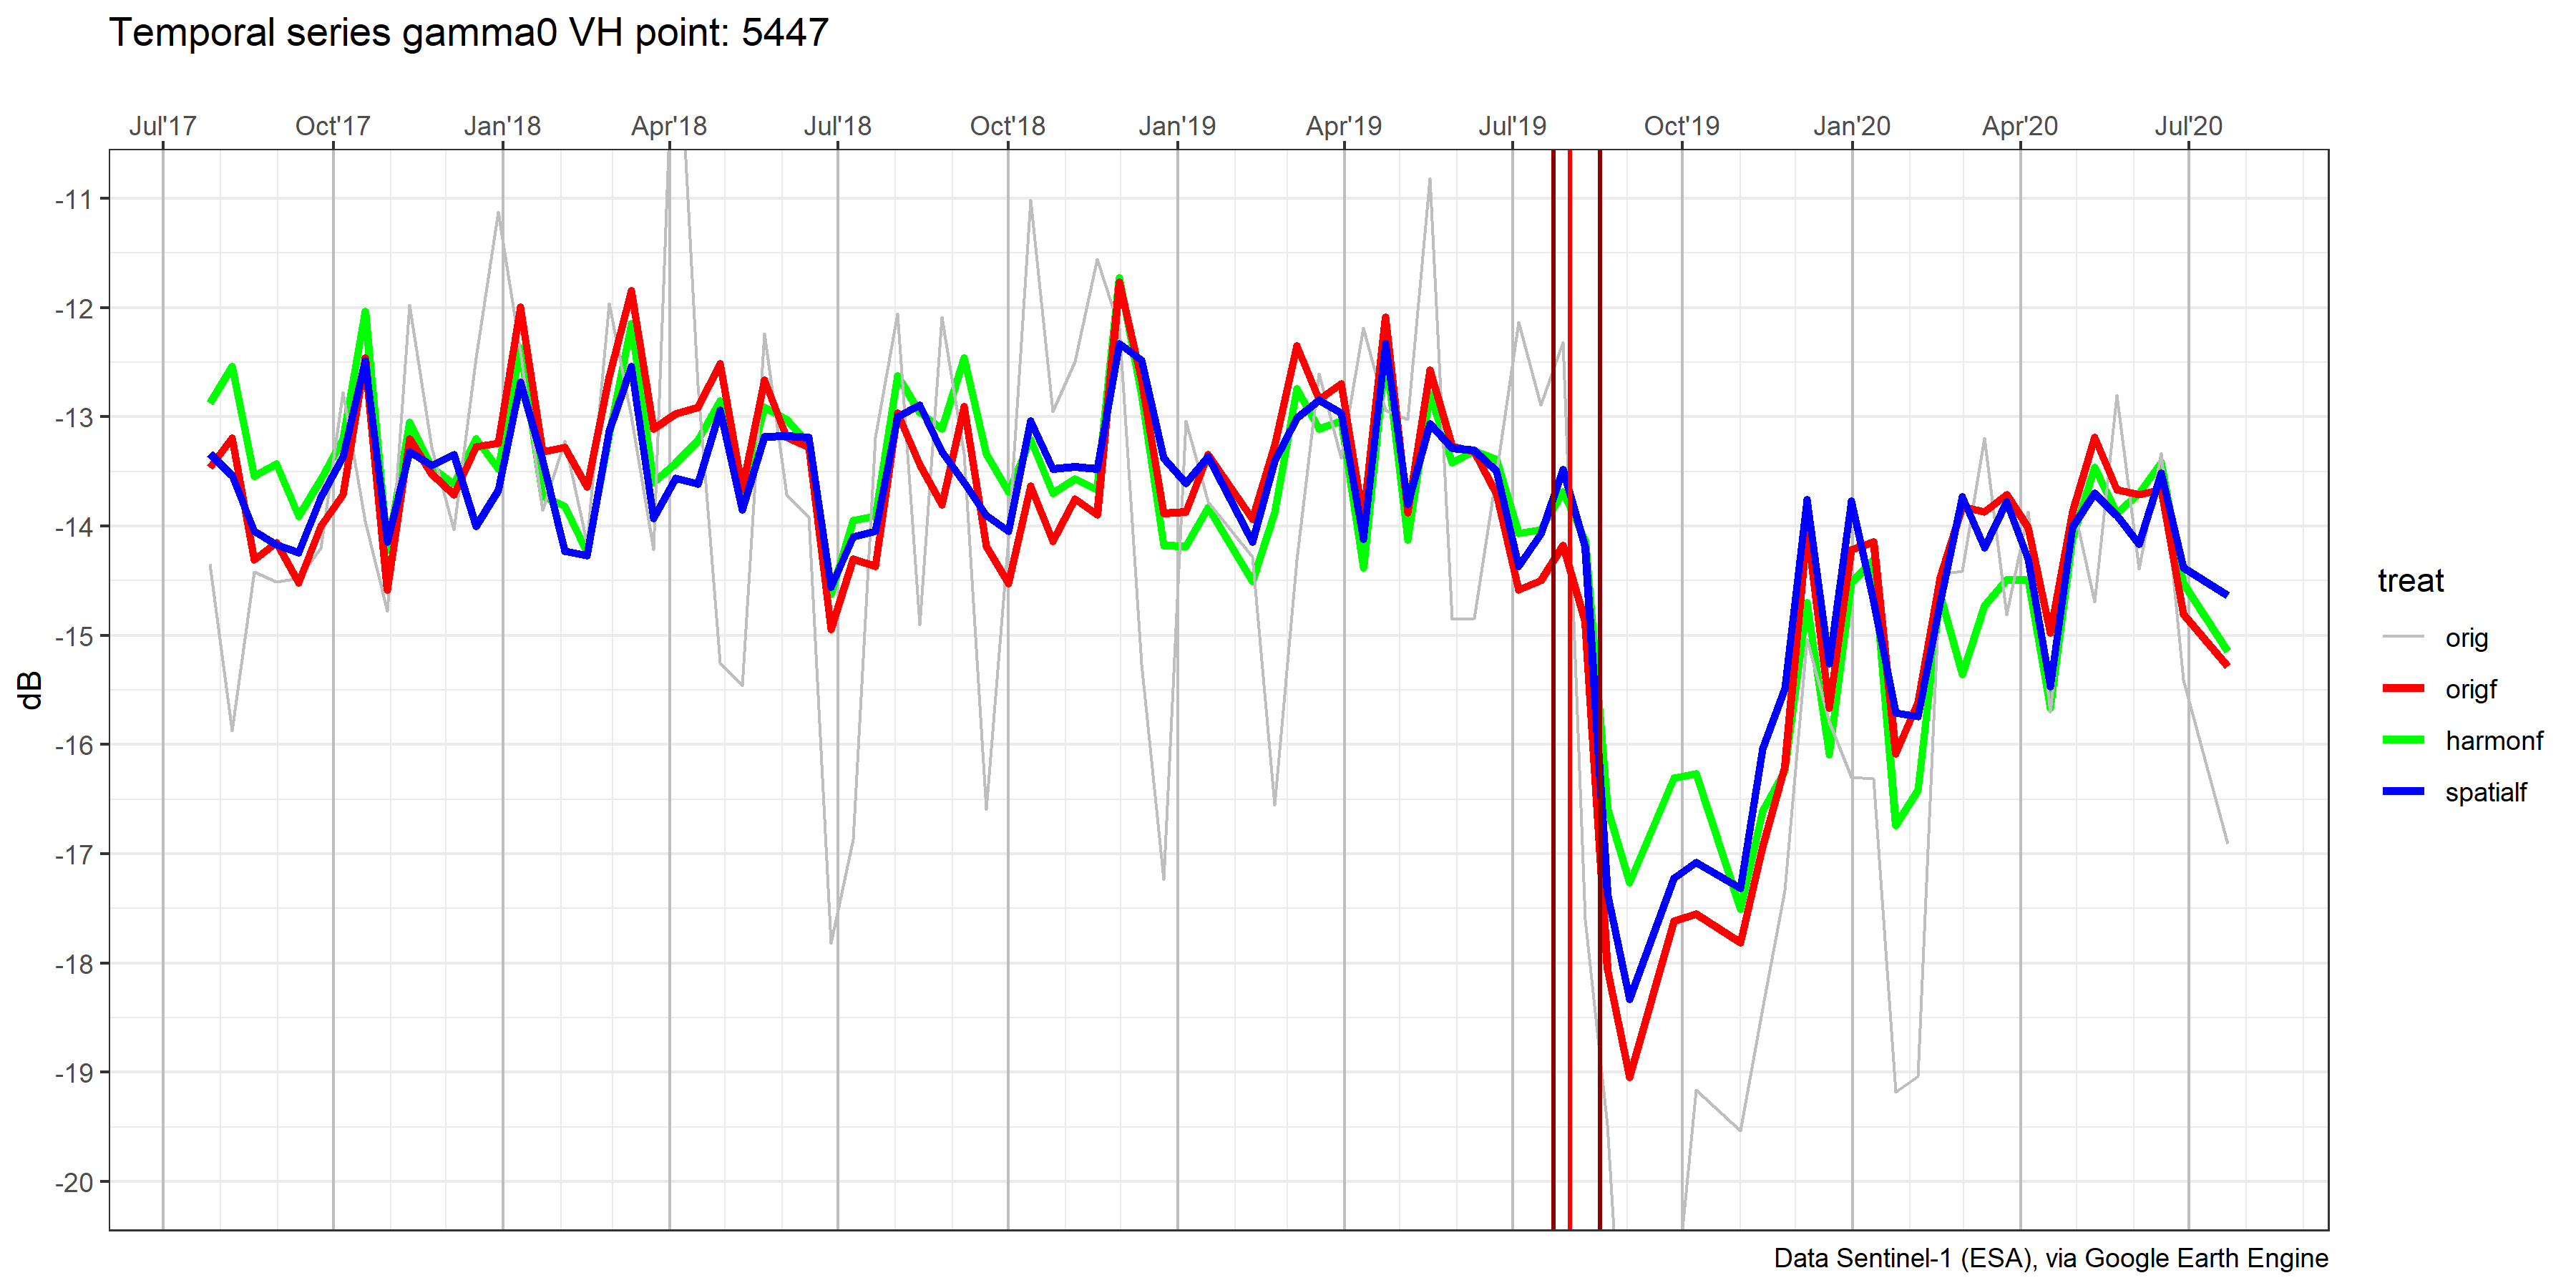 Temporal series gamma0 VH point: 5447
Jul'17 Oct'17 Jan'18 Apr'18 Jul'18 Oct'18 Jan'19 Apr'19 Jul'19 Oct'19 Jan'20 Apr'20 Jul'20
-11
-12
-13
-14
-15
-16
-17
-18
-19
-20
dB
treat
orig
origf
harmonf
spatialf
Data Sentinel-1 (ESA), via Google Earth Engine